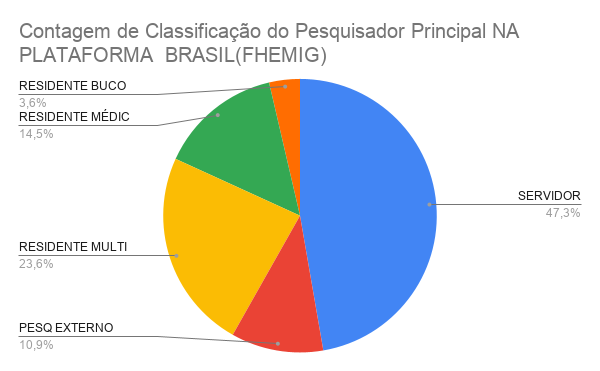 Contagem de Classificação do Pesquisador Principal NA
PLATAFORMA  BRASIL(FHEMIG)
RESIDENTE BUCO
3,6%
RESIDENTE MÉDIC
14,5%
SERVIDOR
47,3%
RESIDENTE MULTI
23,6%
PESQ EXTERNO
10,9%